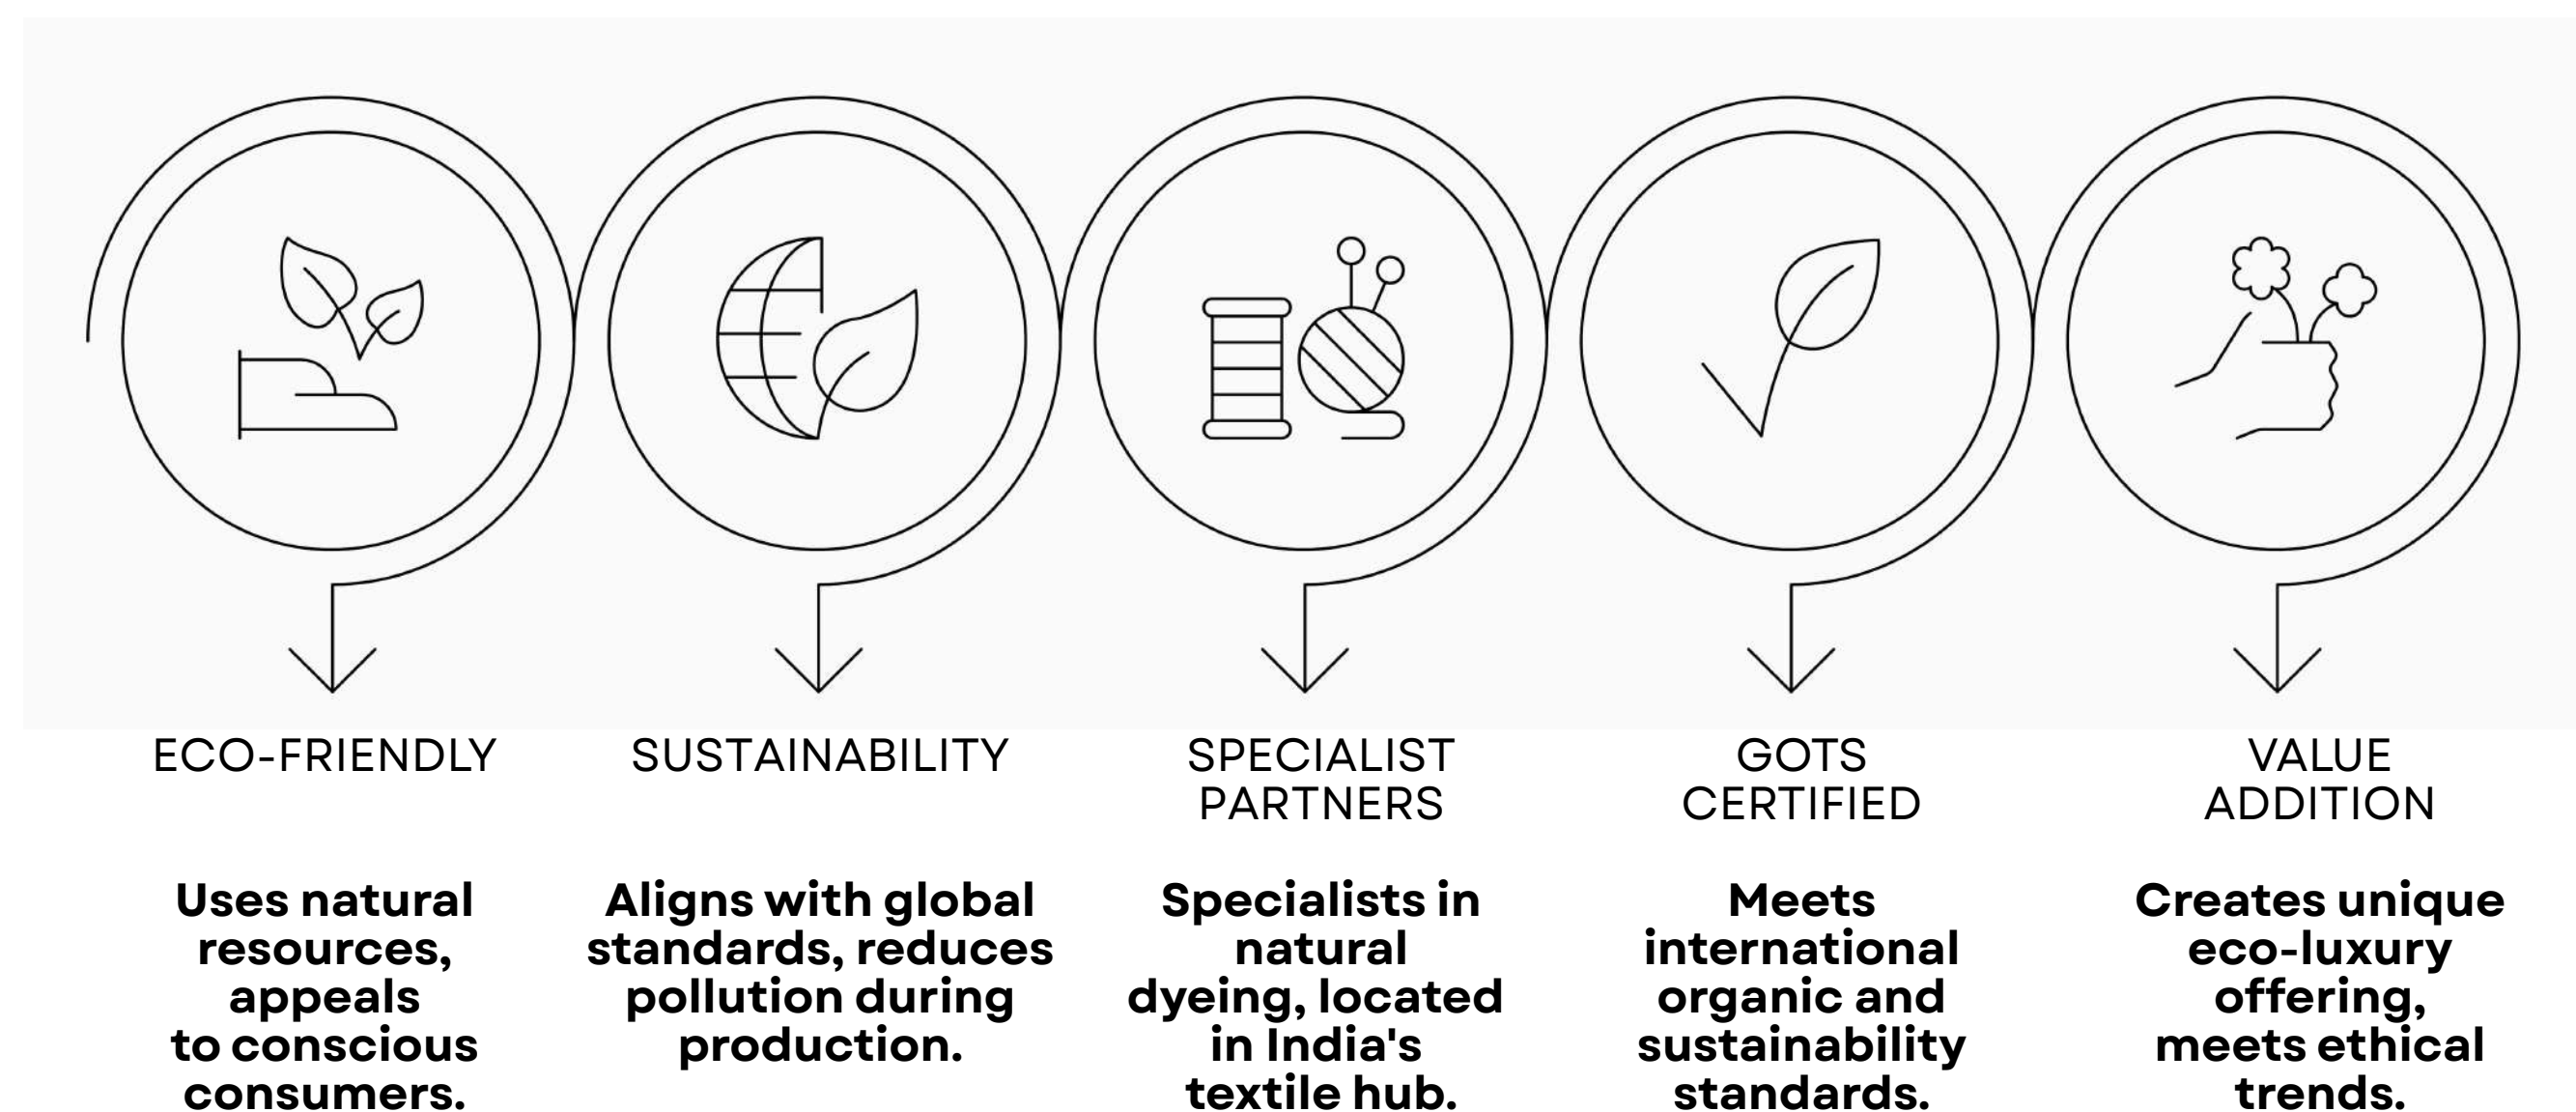 ECO-FRIENDLY
Uses natural
resources,
appeals
to conscious
consumers.
SUSTAINABILITY
Aligns with global
standards, reduces
pollution during
production.
SPECIALIST
PARTNERS
Specialists in
natural
dyeing, located
in India's
textile hub.
GOTS
CERTIFIED
Meets
international
organic and
sustainability
standards.
VALUE
ADDITION
Creates unique
eco-luxury
offering,
meets ethical
trends.